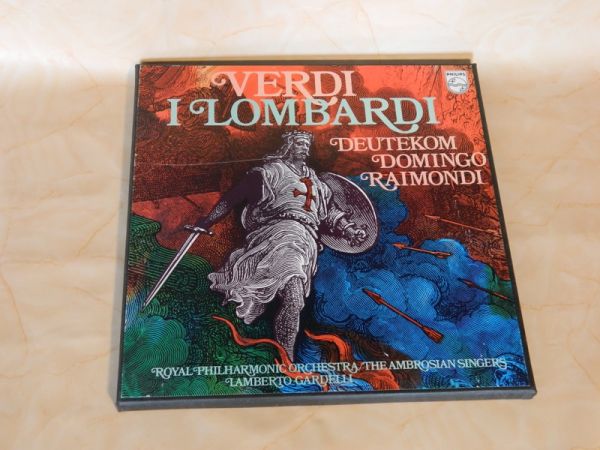 PHILIPS
VERDI
I LOMBARDI
DEUTEKOM
DOMINGO
RAIMONDI
ROYAL PHILHARMONIC ORCHESTRA/THE AMBROSIAN SINGERS
LAMBERTO GARDELLI